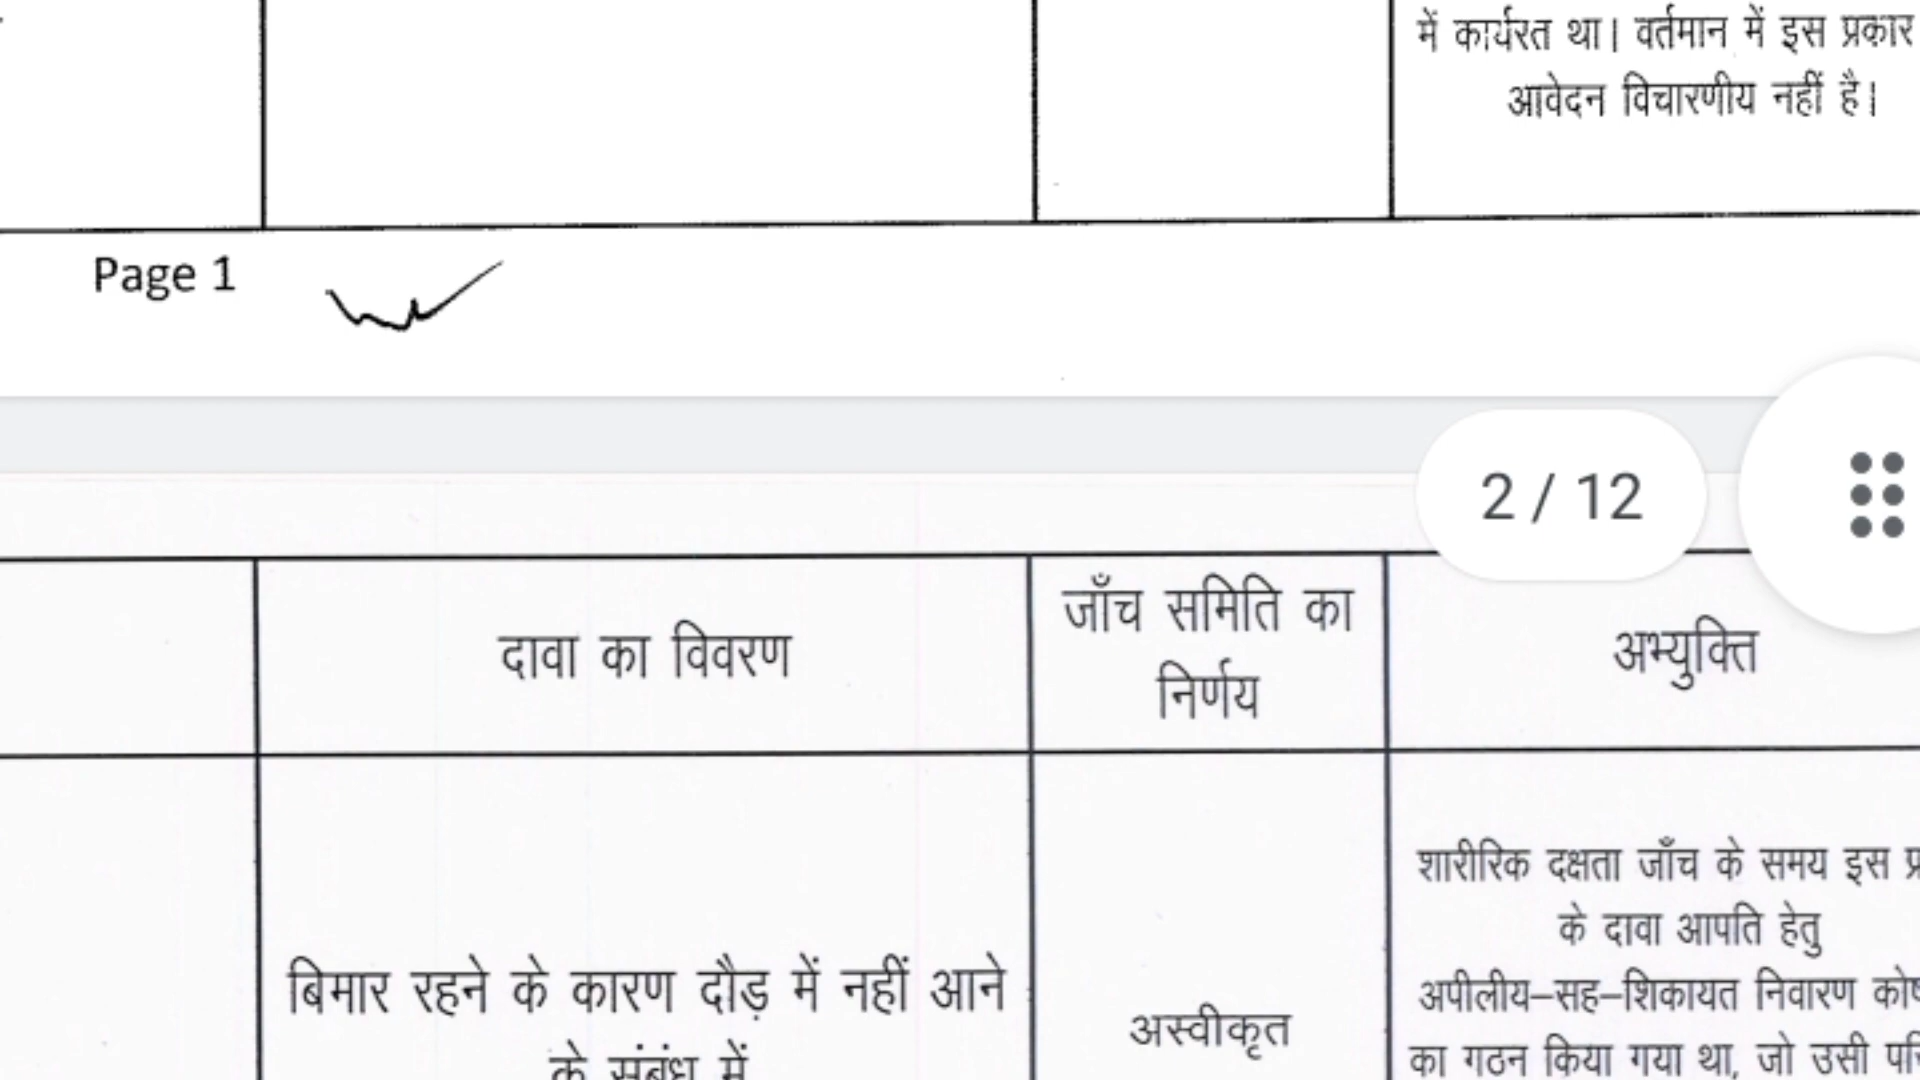 में कार्यरत था। वर्तमान में इस प्रकार
आवेदन विचारणीय नहीं है।
Page 1
2 / 12
दावा का विवरण
जाँच समिति का
निर्णय
अभ्युक्ति
बिमार रहने के कारण दौड़ में नहीं आने
के संबंध में
अस्वीकृत
शारीरिक दक्षता जाँच के समय इस
के दावा आपति हेतु
अपीलीय–सह–शिकायत निवारण
का गठन किया गया था, जो उसी